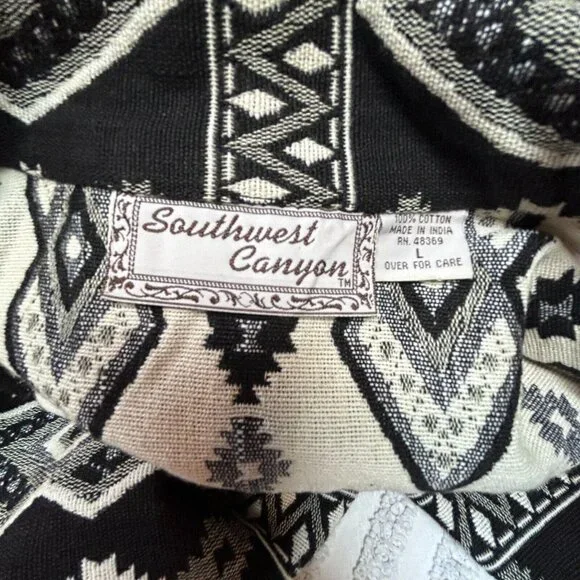 Southwest
Canyon
TM
100% COTTON
MADE IN INDIA
RN. 48369
L
OVER FOR CARE